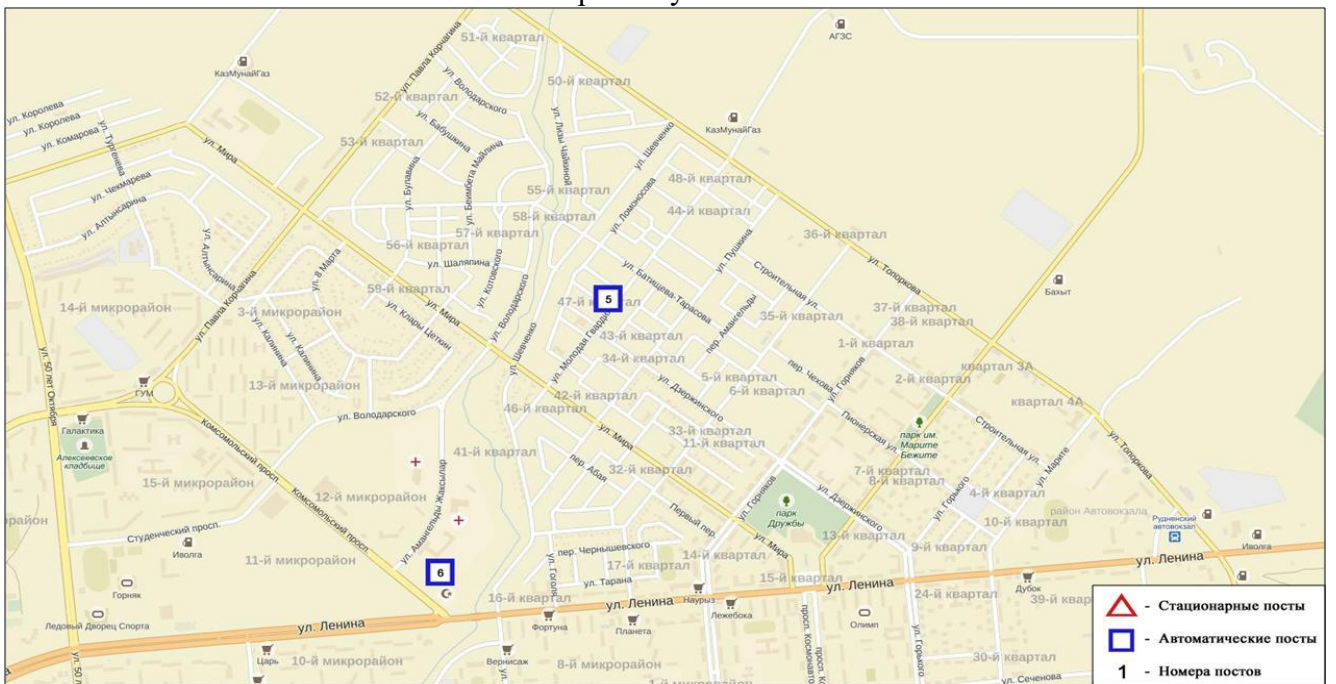 51-й квартал
АГЗС
КазМунайГаз
ул. Павла Корчагина
ул. Володарского
50-й квартал
52-й квартал
ул. Королева
ул. Королева
ул. Комарова
ул. Тургенева
ул. Бабушкина
ул. Лизы Чайкиной
КазМунайГаз
53-й квартал
ул. Мира
ул. Шевченко
ул. Булавина
ул. Беимбета Майлина
48-й квартал
ул. Чекмарева
55-й квартал
ул. Ломоносова
ул. Алтынсарина
44-й квартал
58-й квартал
57-й квартал
36-й квартал
ул. Пушкина
ул. Алтынсарина
ул. 8 Марта
56-й квартал
ул. Шаляпина
ул. Котовского
ул. Володарского
ул. Батищева-Тарасова
Строительная ул.
ул. Топоркова
Бахыт
59-й квартал
5
47-й квартал
14-й микрорайон
3-й микрорайон
ул. Павла Корчагина
ул. Мира
ул. Клары Цеткин
37-й квартал
38-й квартал
35-й квартал
пер. Амангельды
43-й квартал
ул. Калинина
ул. Калинина
ул. Шевченко
ул. Молодая Гвардия
34-й квартал
1-й квартал
ул. 50 лет Октября
квартал 3А
пер. Чехова
ул. Горняков
2-й квартал
5-й квартал
6-й квартал
13-й микрорайон
ГУМ
42-й квартал
ул. Дзержинского
46-й квартал
ул. Володарского
квартал 4А
Галактика
Комсомольский просп.
ул. Мира
33-й квартал
11-й квартал
Пионерская ул.
парк им.
Марите
Бежите
Строительная ул.
ул. Топоркова
Алексеевское
кладбище
41-й квартал
пер. Абая
32-й квартал
7-й квартал
8-й квартал
ул. Марите
15-й микрорайон
12-й микрорайон
Комсомольский просп.
ул. Амангельды Жаксылар
ул. Горняков
парк
Дружбы
ул. Дзержинского
ул. Горького
4-й квартал
10-й квартал
район Автовокзала
Рудненский
автовокзал
Первый пер.
Студенческий просп.
Иволга
11-й микрорайон
пер. Чернышевского
17-й квартал
14-й квартал
ул. Мира
13-й квартал
9-й квартал
Иволга
ул. Ленина
6
ул. Гоголя
ул. Тарана
15-й квартал
ул. Ленина
Дубок
Горняк
16-й квартал
ул. Ленина
Наурыз
24-й квартал
39-й квар
Лежебока
Ледовый Дворец Спорта
ул. Ленина
Фортуна
Планета
Олимп
Царь
10-й микрорайон
Вернисаж
8-й микрорайон
ул. Горького
30-й квартал
ул. Сеченова
Стационарные посты
Автоматические посты
1 - Номера постов